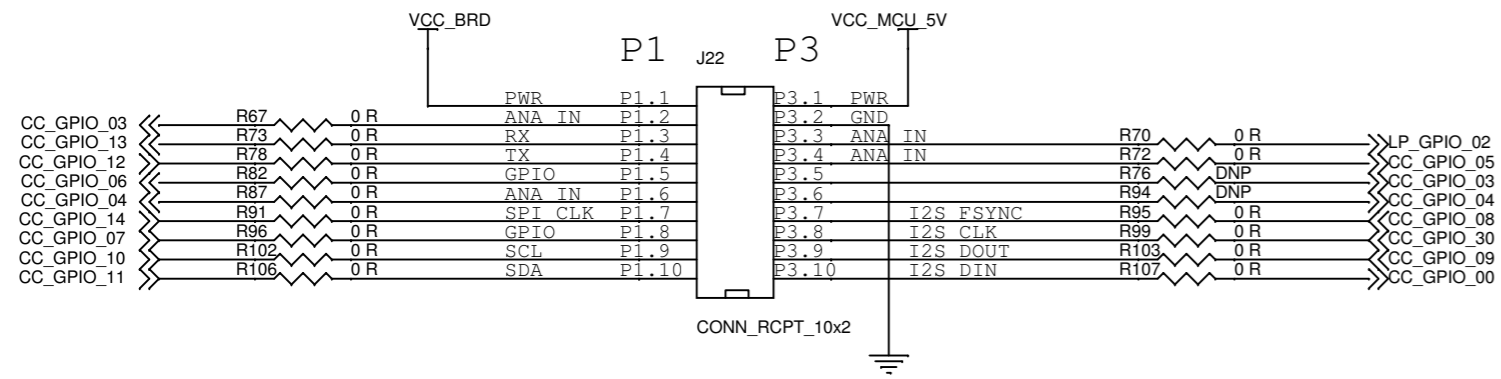 VCC_BRD VCC_MCU_5V
P1 J22 P3
PWR P1.1 P3.1 PWR
CC_GPIO_03 R67 0 R ANA IN P1.2 P3.2 GND
CC_GPIO_13 R73 0 R RX P1.3 P3.3 ANA IN R70 0 R LP_GPIO_02
CC_GPIO_12 R78 0 R TX P1.4 P3.4 ANA IN R72 0 R CC_GPIO_05
CC_GPIO_06 R82 0 R GPIO P1.5 P3.5 R76 DNP CC_GPIO_03
CC_GPIO_04 R87 0 R ANA IN P1.6 P3.6 R94 DNP CC_GPIO_04
CC_GPIO_14 R91 0 R SPI CLK P1.7 P3.7 I2S FSYNC R95 0 R CC_GPIO_08
CC_GPIO_07 R96 0 R GPIO P1.8 P3.8 I2S CLK R99 0 R CC_GPIO_30
CC_GPIO_10 R102 0 R SCL P1.9 P3.9 I2S DOUT R103 0 R CC_GPIO_09
CC_GPIO_11 R106 0 R SDA P1.10 P3.10 I2S DIN R107 0 R CC_GPIO_00
CONN_RCPT_10x2